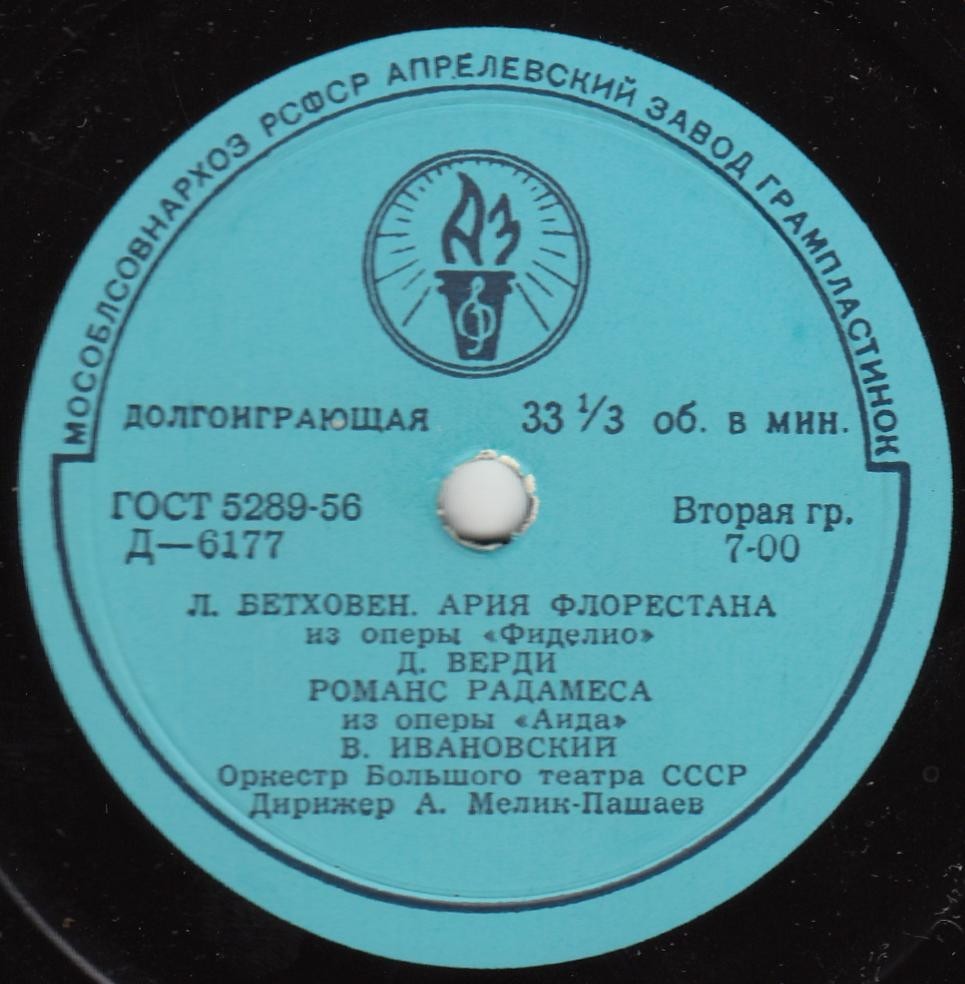 МОСОБЛСОВНАРХОЗ РСФСР АПРЕЛЕВСКИЙ ЗАВОД ГРАМПЛАСТИНОК
АЗ
ДОЛГОИГРАЮЩАЯ 33 1/3 об. в мин.
ГОСТ 5289-56 Вторая гр.
Д—6177 7-00
Л. БЕТХОВЕН. АРИЯ ФЛОРЕСТАНА
из оперы «Фиделио»
Д. ВЕРДИ
РОМАНС РАДАМЕСА
из оперы «Аида»
В. ИВАНОВСКИЙ
Оркестр Большого театра СССР
Дирижер А. Мелик-Пашаев